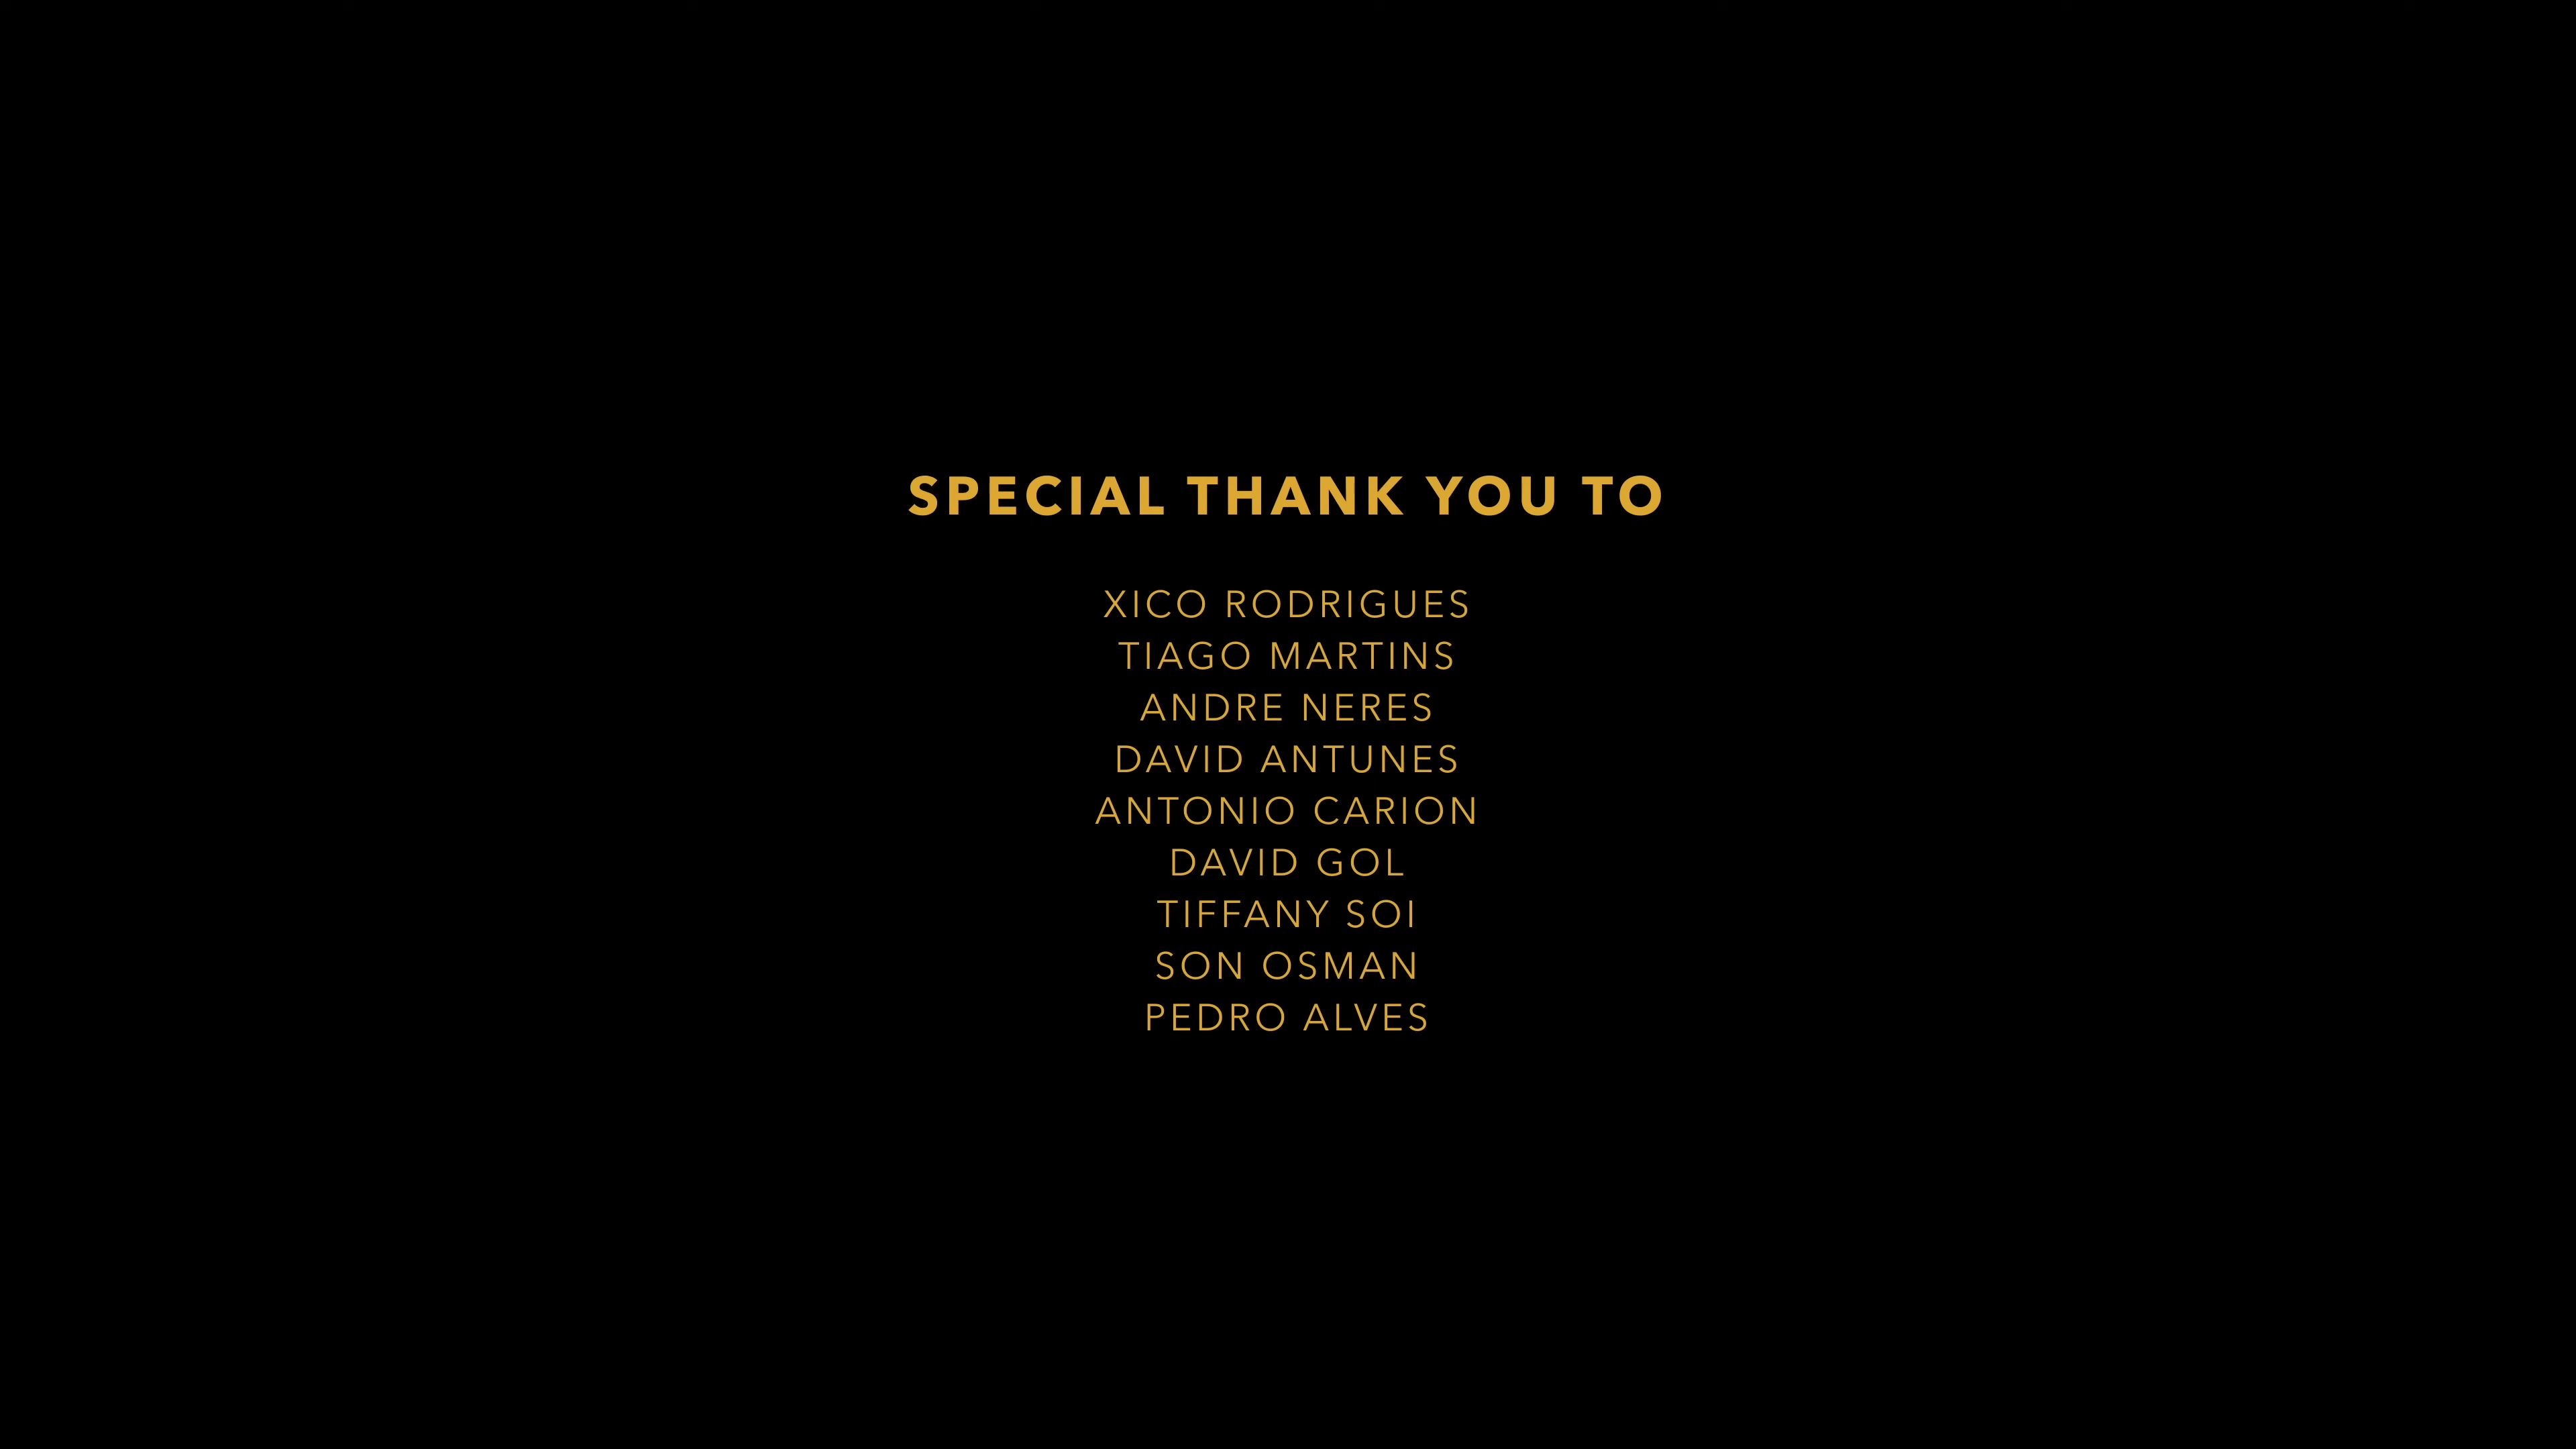 SPECIAL THANK YOU TO
XICO RODRIGUES
TIAGO MARTINS
ANDRE NERES
DAVID ANTUNES
ANTONIO CARION
DAVID GOL
TIFFANY SOI
SON OSMAN
PEDRO ALVES